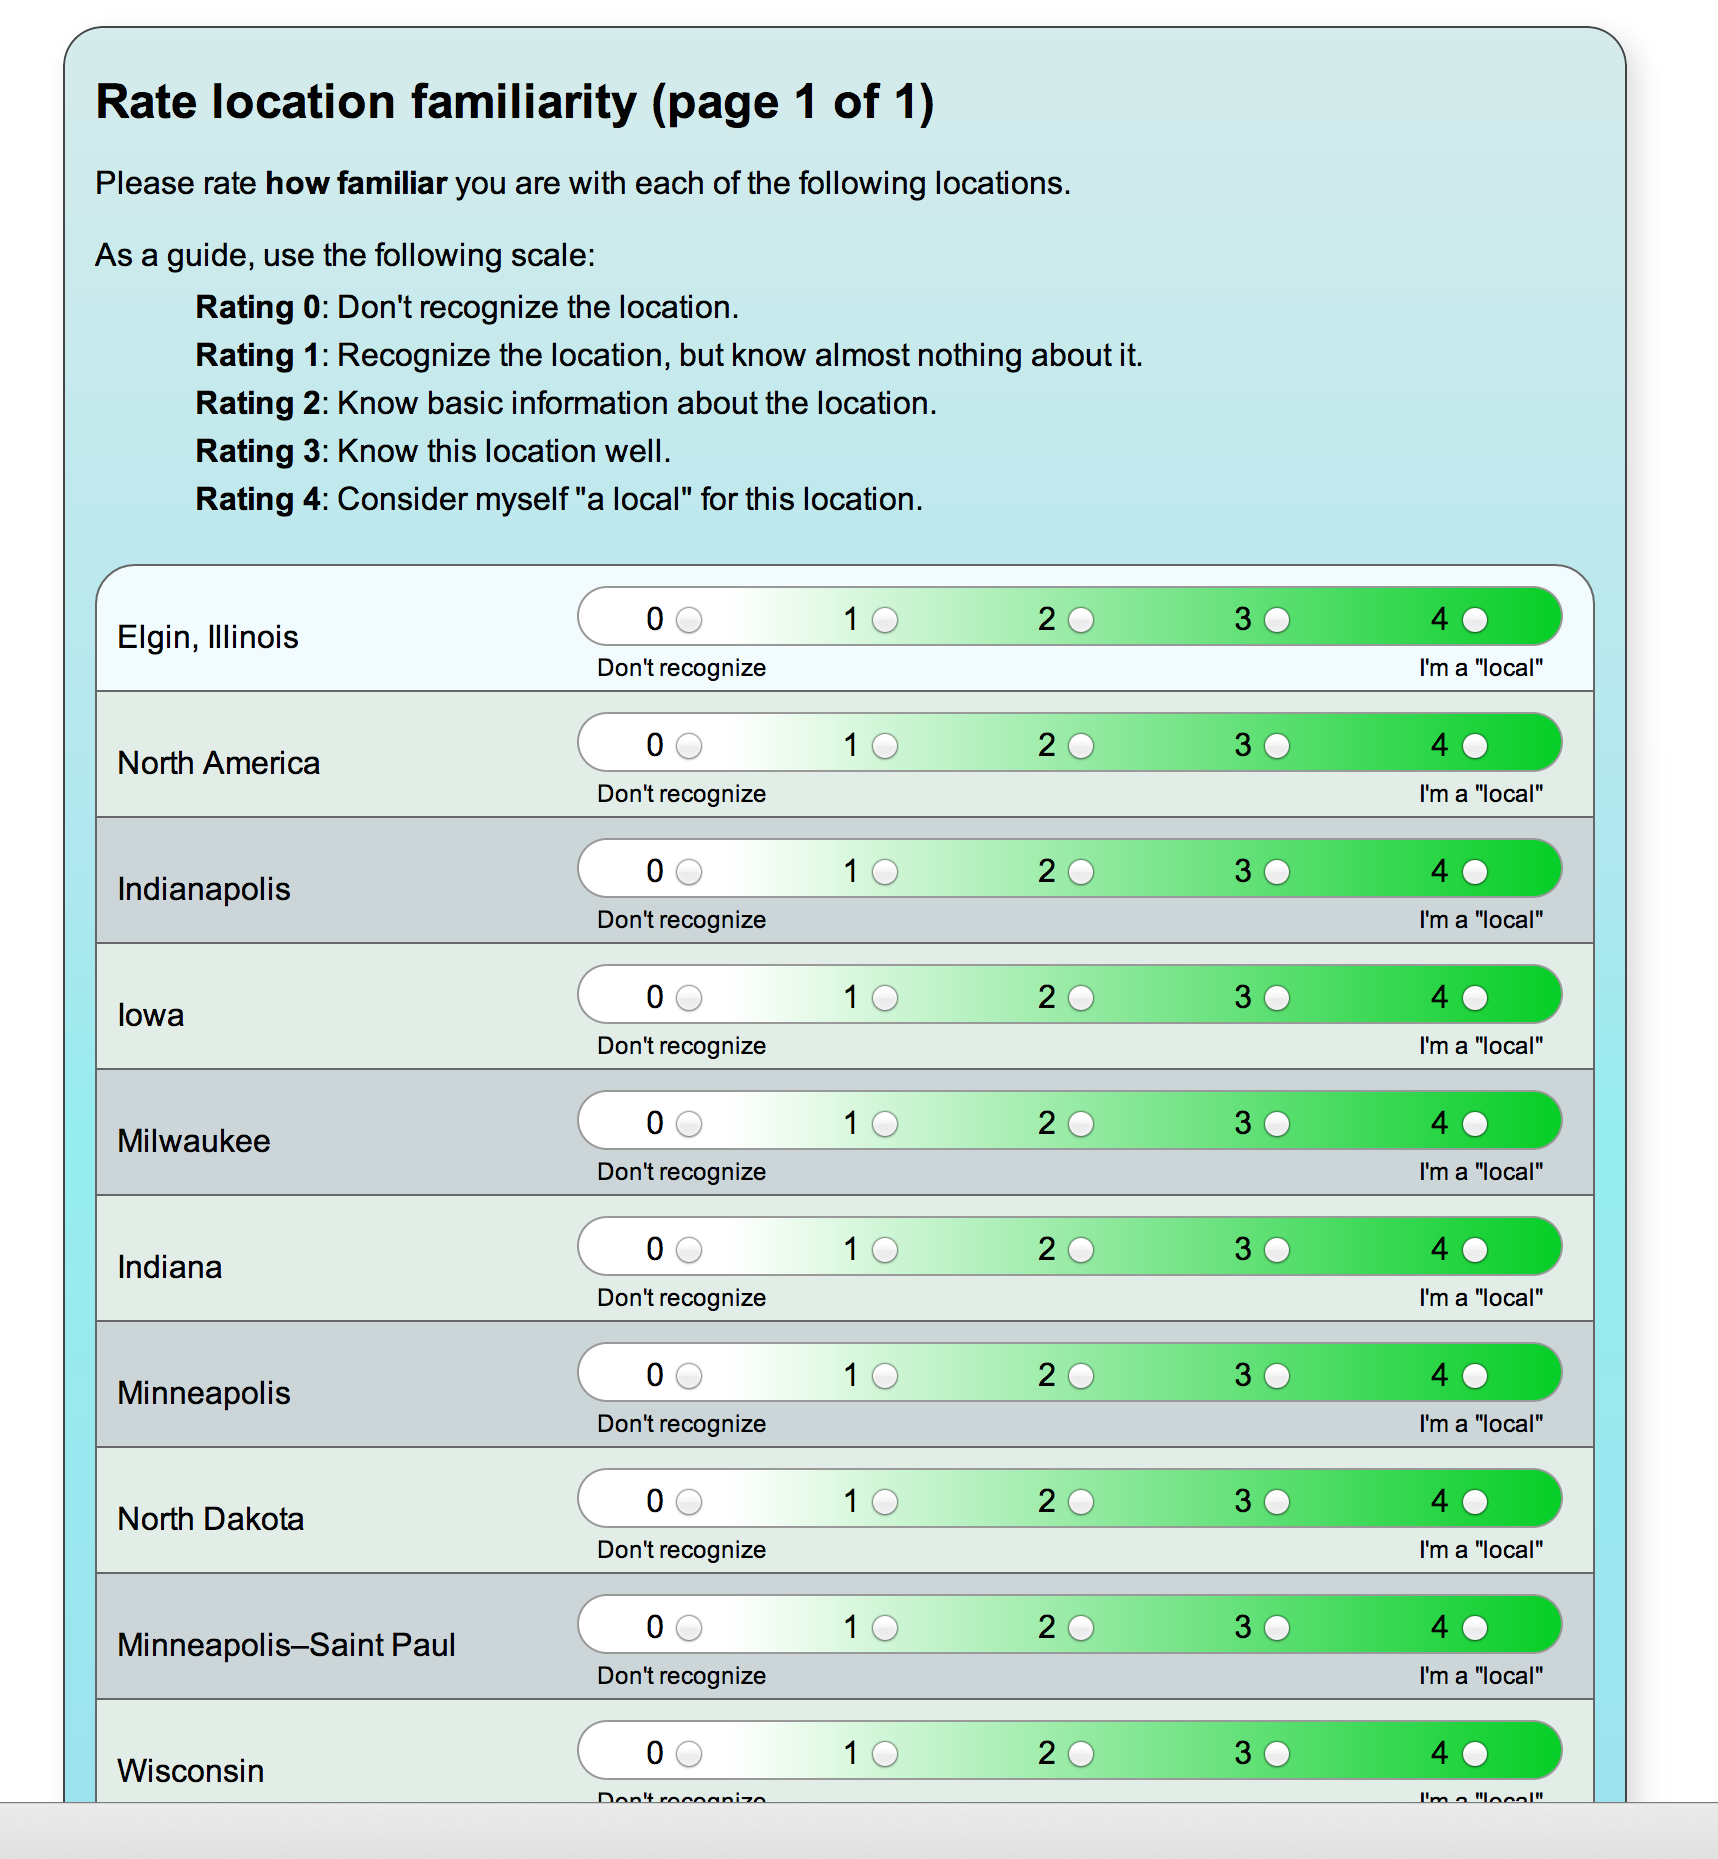 Rate location familiarity (page 1 of 1)
Please rate how familiar you are with each of the following locations.
As a guide, use the following scale:
Rating 0: Don't recognize the location.
Rating 1: Recognize the location, but know almost nothing about it.
Rating 2: Know basic information about the location.
Rating 3: Know this location well.
Rating 4: Consider myself "a local" for this location.
Elgin, Illinois
0 1 2 3 4
Don't recognize I'm a "local"
North America
0 1 2 3 4
Don't recognize I'm a "local"
Indianapolis
0 1 2 3 4
Don't recognize I'm a "local"
Iowa
0 1 2 3 4
Don't recognize I'm a "local"
Milwaukee
0 1 2 3 4
Don't recognize I'm a "local"
Indiana
0 1 2 3 4
Don't recognize I'm a "local"
Minneapolis
0 1 2 3 4
Don't recognize I'm a "local"
North Dakota
0 1 2 3 4
Don't recognize I'm a "local"
Minneapolis–Saint Paul
0 1 2 3 4
Don't recognize I'm a "local"
Wisconsin
0 1 2 3 4
Don't recognize I'm a "local"